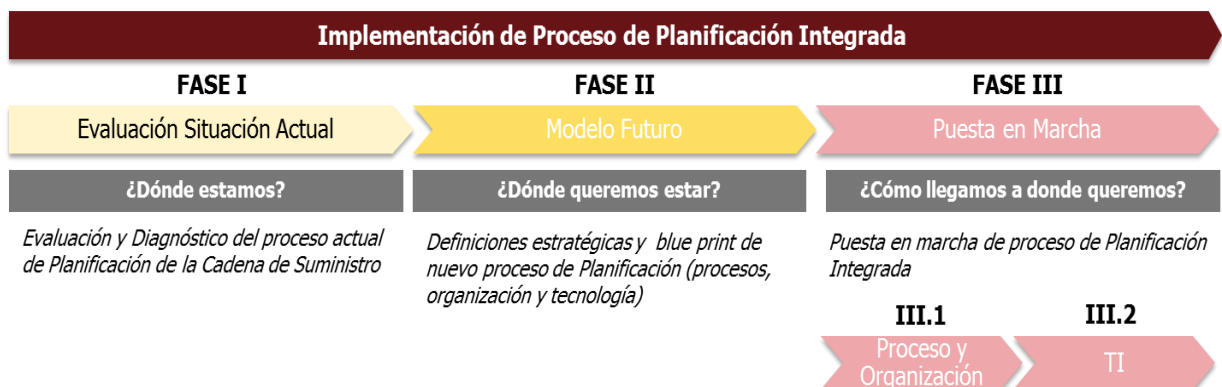 Implementación de Proceso de Planificación Integrada
FASE I
FASE II
FASE III
Evaluación Situación Actual
Modelo Futuro
Puesta en Marcha
¿Dónde estamos?
¿Dónde queremos estar?
¿Cómo llegamos a donde queremos?
Evaluación y Diagnóstico del proceso actual
de Planificación de la Cadena de Suministro
Definiciones estratégicas y blue print de
nuevo proceso de Planificación (procesos,
organización y tecnología)
Puesta en marcha de proceso de Planificación
Integrada
III.1
III.2
Proceso y
Organización
TI